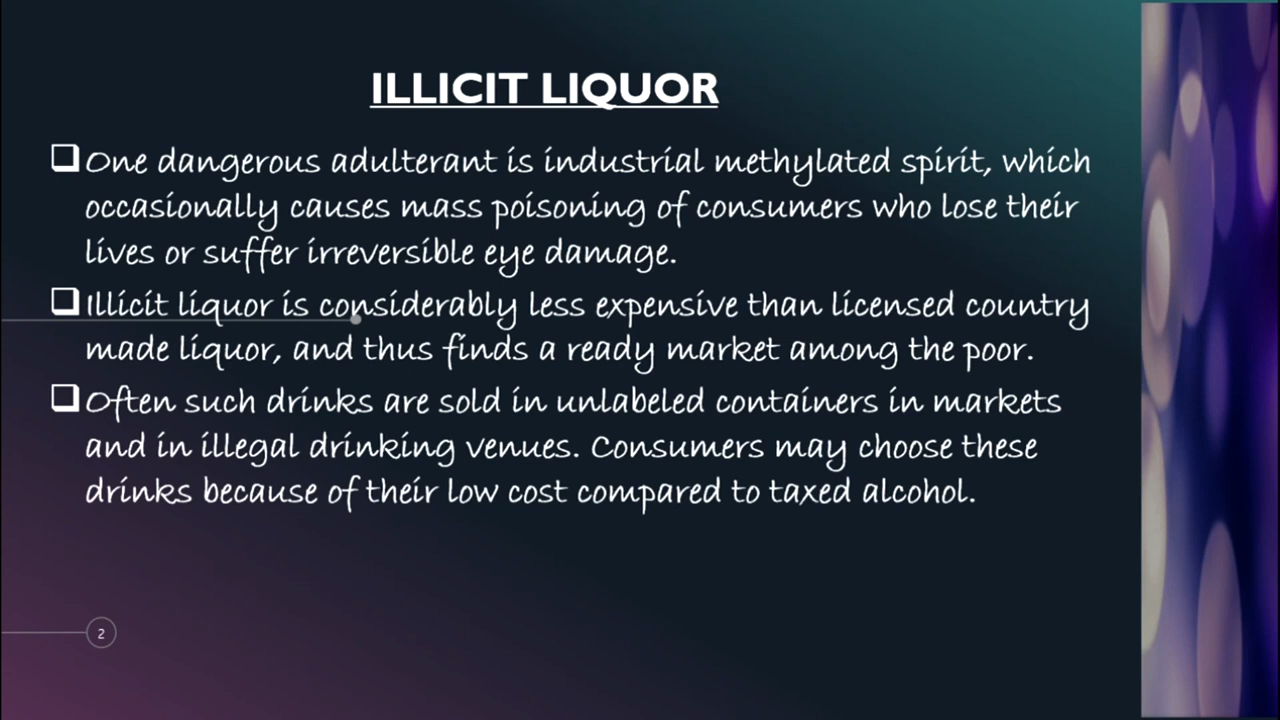 ILLICIT LIQUOR
One dangerous adulterant is industrial methylated spirit, which
occasionally causes mass poisoning of consumers who lose their
lives or suffer irreversible eye damage.
Illicit liquor is considerably less expensive than licensed country
made liquor, and thus finds a ready market among the poor.
Often such drinks are sold in unlabeled containers in markets
and in illegal drinking venues. Consumers may choose these
drinks because of their low cost compared to taxed alcohol.
2